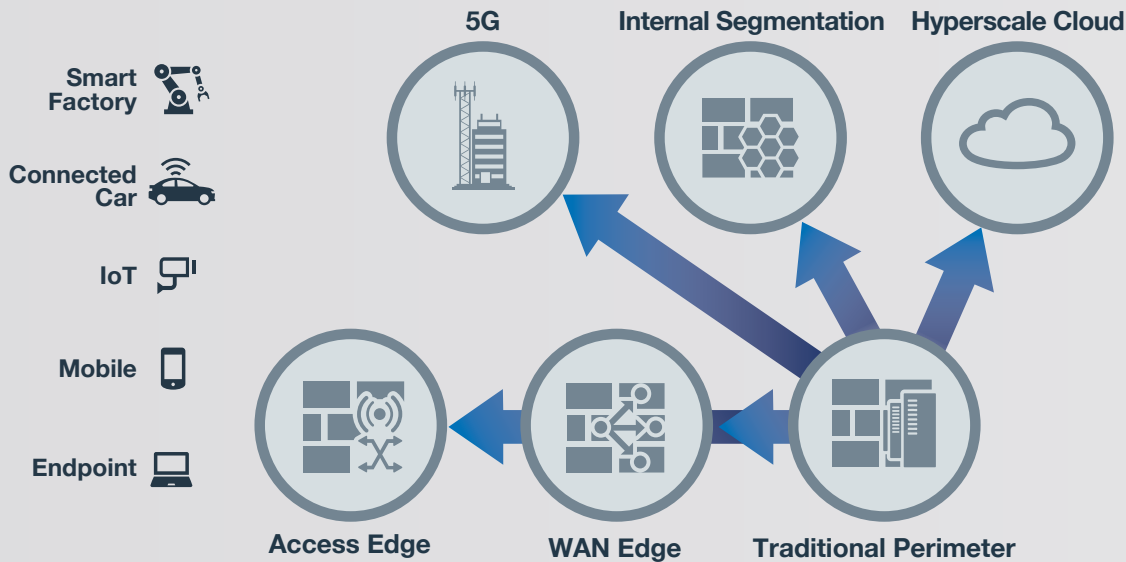 5G
Internal Segmentation
Hyperscale Cloud
Smart
Factory
Connected
Car
IoT
Mobile
Endpoint
Access Edge
WAN Edge
Traditional Perimeter